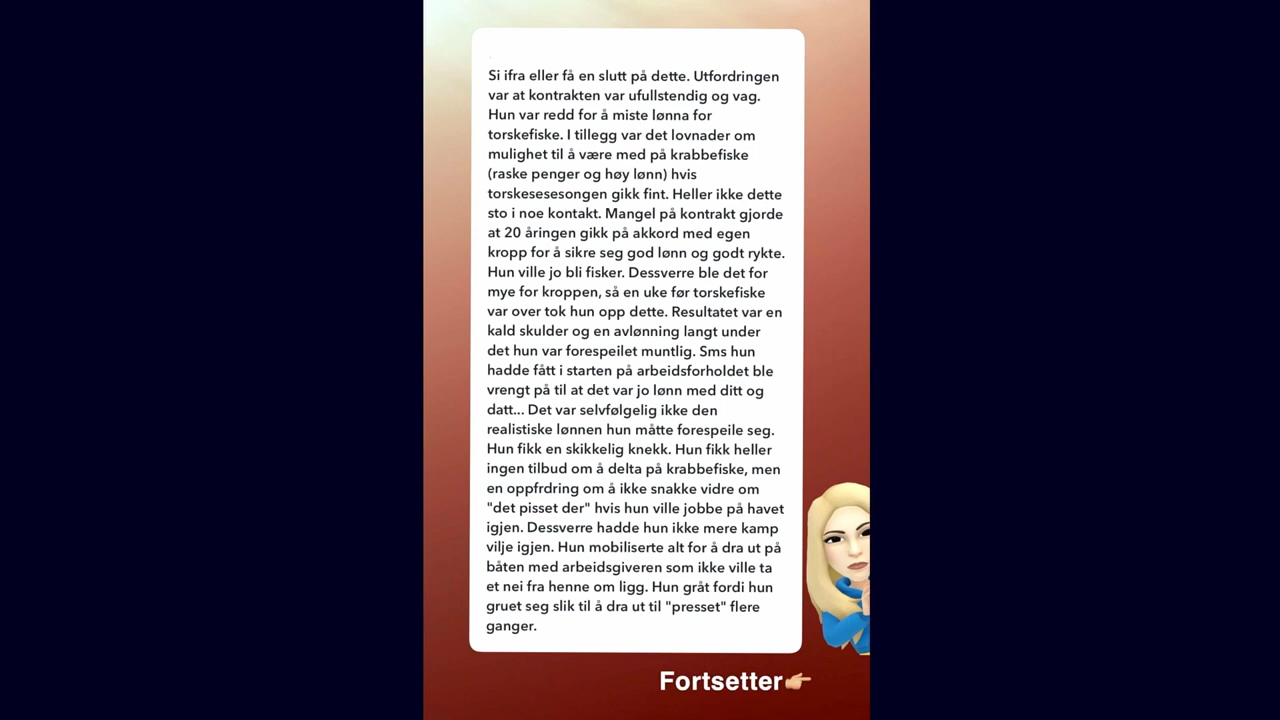 Si ifra eller få en slutt på dette. Utfordringen
var at kontrakten var ufullstendig og vag.
Hun var redd for å miste lønna for
torskefiske. I tillegg var det lovnader om
mulighet til å være med på krabbefiske
(raske penger og høy lønn) hvis
torskesesesongen gikk fint. Heller ikke dette
sto i noe kontakt. Mangel på kontrakt gjorde
at 20 åringen gikk på akkord med egen
kropp for å sikre seg god lønn og godt rykte.
Hun ville jo bli fisker. Dessverre ble det for
mye for kroppen, så en uke før torskefiske
var over tok hun opp dette. Resultatet var en
kald skulder og en avlønning langt under
det hun var forespeilet muntlig. Sms hun
hadde fått i starten på arbeidsforholdet ble
vrengt på til at det var jo lønn med ditt og
datt... Det var selvfølgelig ikke den
realistiske lønnen hun måtte forespeile seg.
Hun fikk en skikkelig knekk. Hun fikk heller
ingen tilbud om å delta på krabbefiske, men
en oppfrdring om å ikke snakke vidre om
"det pisset der" hvis hun ville jobbe på havet
igjen. Dessverre hadde hun ikke mere kamp
vilje igjen. Hun mobiliserte alt for å dra ut på
båten med arbeidsgiveren som ikke ville ta
et nei fra henne om ligg. Hun gråt fordi hun
gruet seg slik til å dra ut til "presset" flere
ganger.
Fortsetter